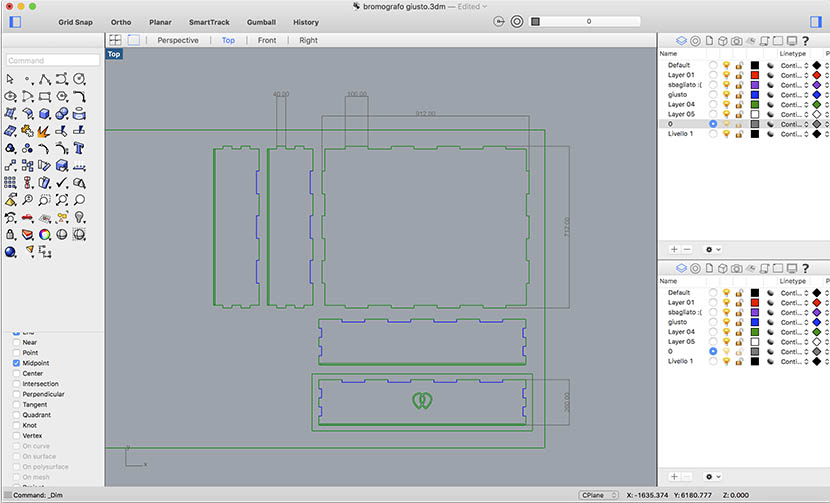 bromografo giusto.3dm — Edited
Grid Snap Ortho Planar SmartTrack Gumball History 0
Perspective Top Front Right
Top
Command
Name Linetype P
Default Conti...
Layer 01 Conti...
sbagliato :( Conti...
giusto Conti...
Layer 04 Conti...
Layer 05 Conti...
0 Conti...
Livello 1 Conti...
40.00 100.00
912.00
712.00
200.00
y
x
Name Linetype P
Default Conti...
Layer 01 Conti...
sbagliato :( Conti...
giusto Conti...
Layer 04 Conti...
Layer 05 Conti...
0 Conti...
Livello 1 Conti...
End
Near
Point
Midpoint
Center
Intersection
Perpendicular
Tangent
Quadrant
Knot
Vertex
On curve
On surface
On polysurface
On mesh
Command: _Dim CPlane X: -1635.374 Y: 6180.777 Z: 0.000